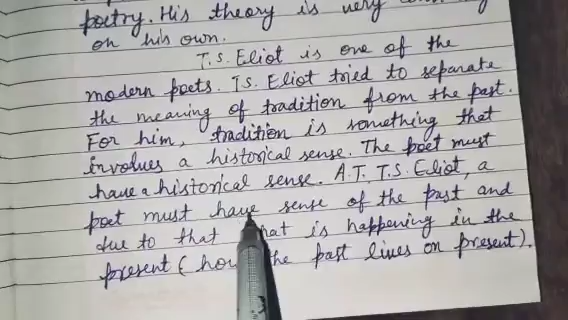 poetry. His theory is very
on his own.
T.S. Eliot is one of the
modern poets. T.S. Eliot tried to separate
the meaning of tradition from the past.
For him, tradition is something that
involves a historical sense. The poet must
have a historical sense. A.T. T.S. Eliot, a
poet must have sense of the past and
due to that hat is happening in the
present (how the past lives on present).